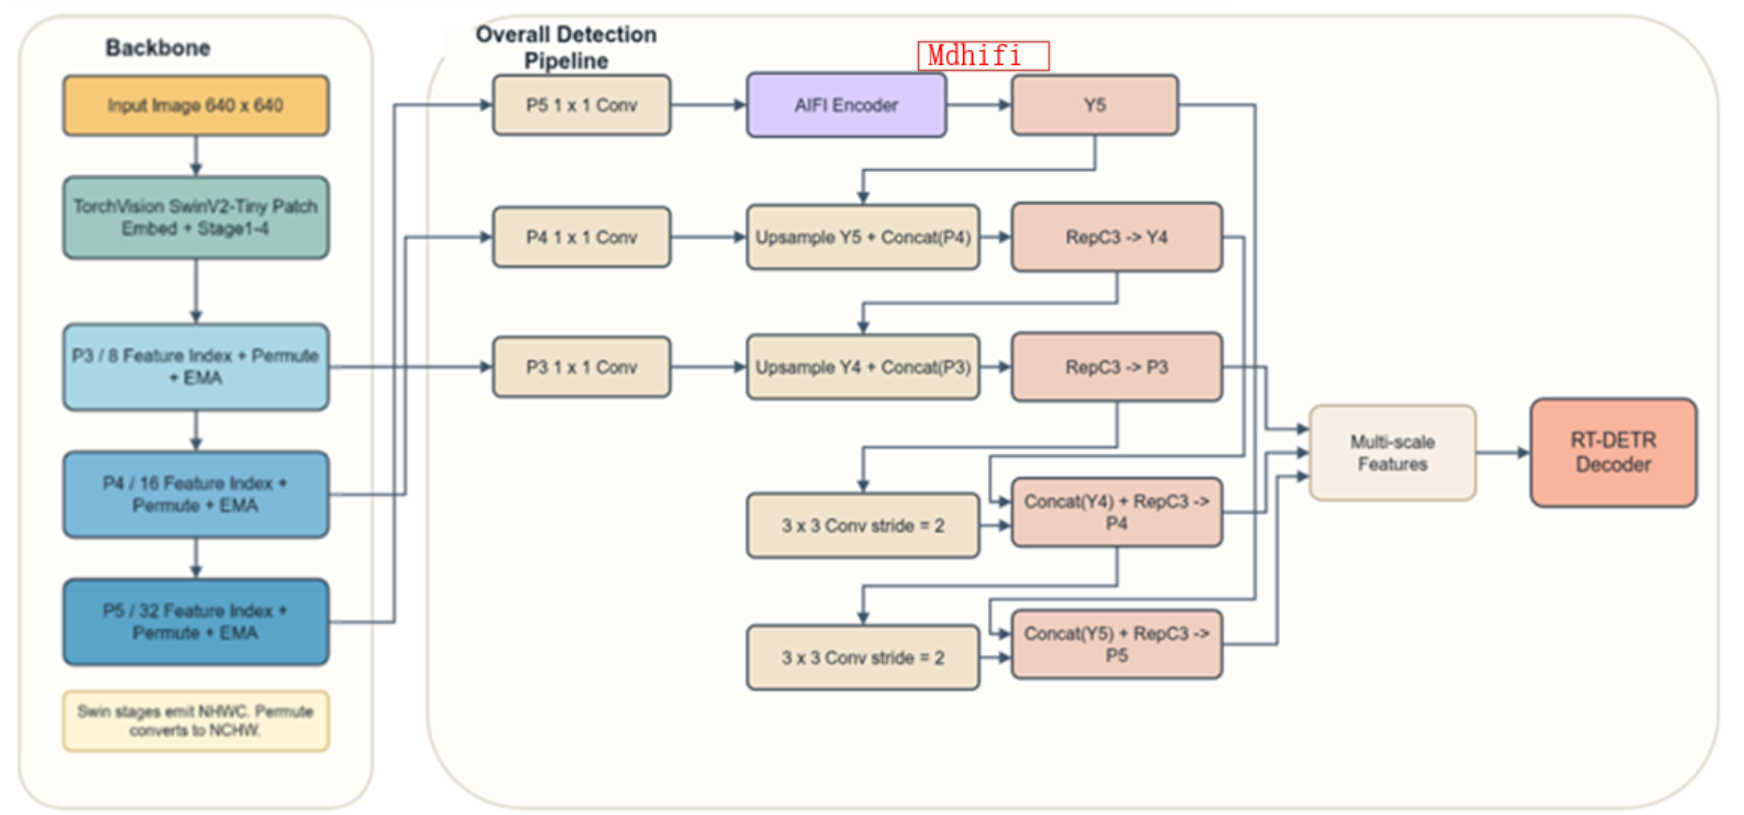 Backbone
Input Image 640 x 640
TorchVision SwinV2-Tiny Patch
Embed + Stage1-4
P3 / 8 Feature Index + Permute
+ EMA
P4 / 16 Feature Index +
Permute + EMA
P5 / 32 Feature Index +
Permute + EMA
Swin stages emit NHWC. Permute
converts to NCHW.
Overall Detection
Pipeline
Mdhifi
P5 1 x 1 Conv
AIFI Encoder
Y5
P4 1 x 1 Conv
Upsample Y5 + Concat(P4)
RepC3 -> Y4
P3 1 x 1 Conv
Upsample Y4 + Concat(P3)
RepC3 -> P3
3 x 3 Conv stride = 2
Concat(Y4) + RepC3 ->
P4
3 x 3 Conv stride = 2
Concat(Y5) + RepC3 ->
P5
Multi-scale
Features
RT-DETR
Decoder